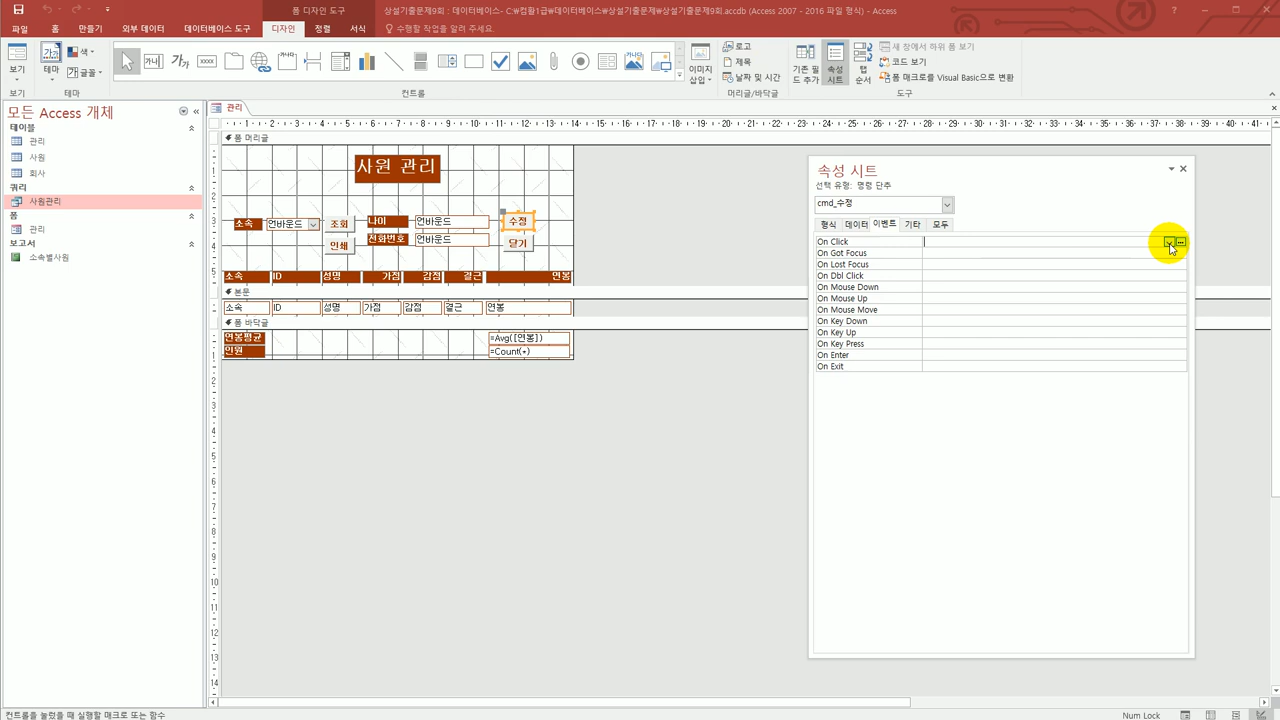 폼 디자인 도구
상설기출문제9회 : 데이터베이스- C:₩컴활1급₩데이터베이스₩상설기출문제₩상설기출문제9회.accdb (Access 2007 - 2016 파일 형식) - Access
파일 홈 만들기 외부 데이터 데이터베이스 도구 디자인 정렬 서식 수행할 작업을 알려 주세요.
보기 테마 색 글꼴 이미지 삽입 로고 제목 날짜 및 시간 기존 필드 추가 속성 시트 탭 순서 새 창에서 하위 폼 보기 코드 보기 폼 매크로를 Visual Basic으로 변환
보기 테마 컨트롤 머리글/바닥글 도구
모든 Access 개체
테이블
관리
사원
회사
쿼리
사원관리
폼
관리
보고서
소속별사원
관리
폼 머리글
사원 관리
소속 언바운드 조회 나이 언바운드 수정
인쇄 전화번호 언바운드 닫기
소속 ID 성명 가점 감점 결근 연봉
본문
소속 ID 성명 가점 감점 결근 연봉
폼 바닥글
연봉평균 =Avg([연봉])
인원 =Count(*)
속성 시트
선택 유형: 명령 단추
cmd_수정
형식 데이터 이벤트 기타 모두
On Click
On Got Focus
On Lost Focus
On Dbl Click
On Mouse Down
On Mouse Up
On Mouse Move
On Key Down
On Key Up
On Key Press
On Enter
On Exit
컨트롤을 눌렀을 때 실행할 매크로 또는 함수
Num Lock